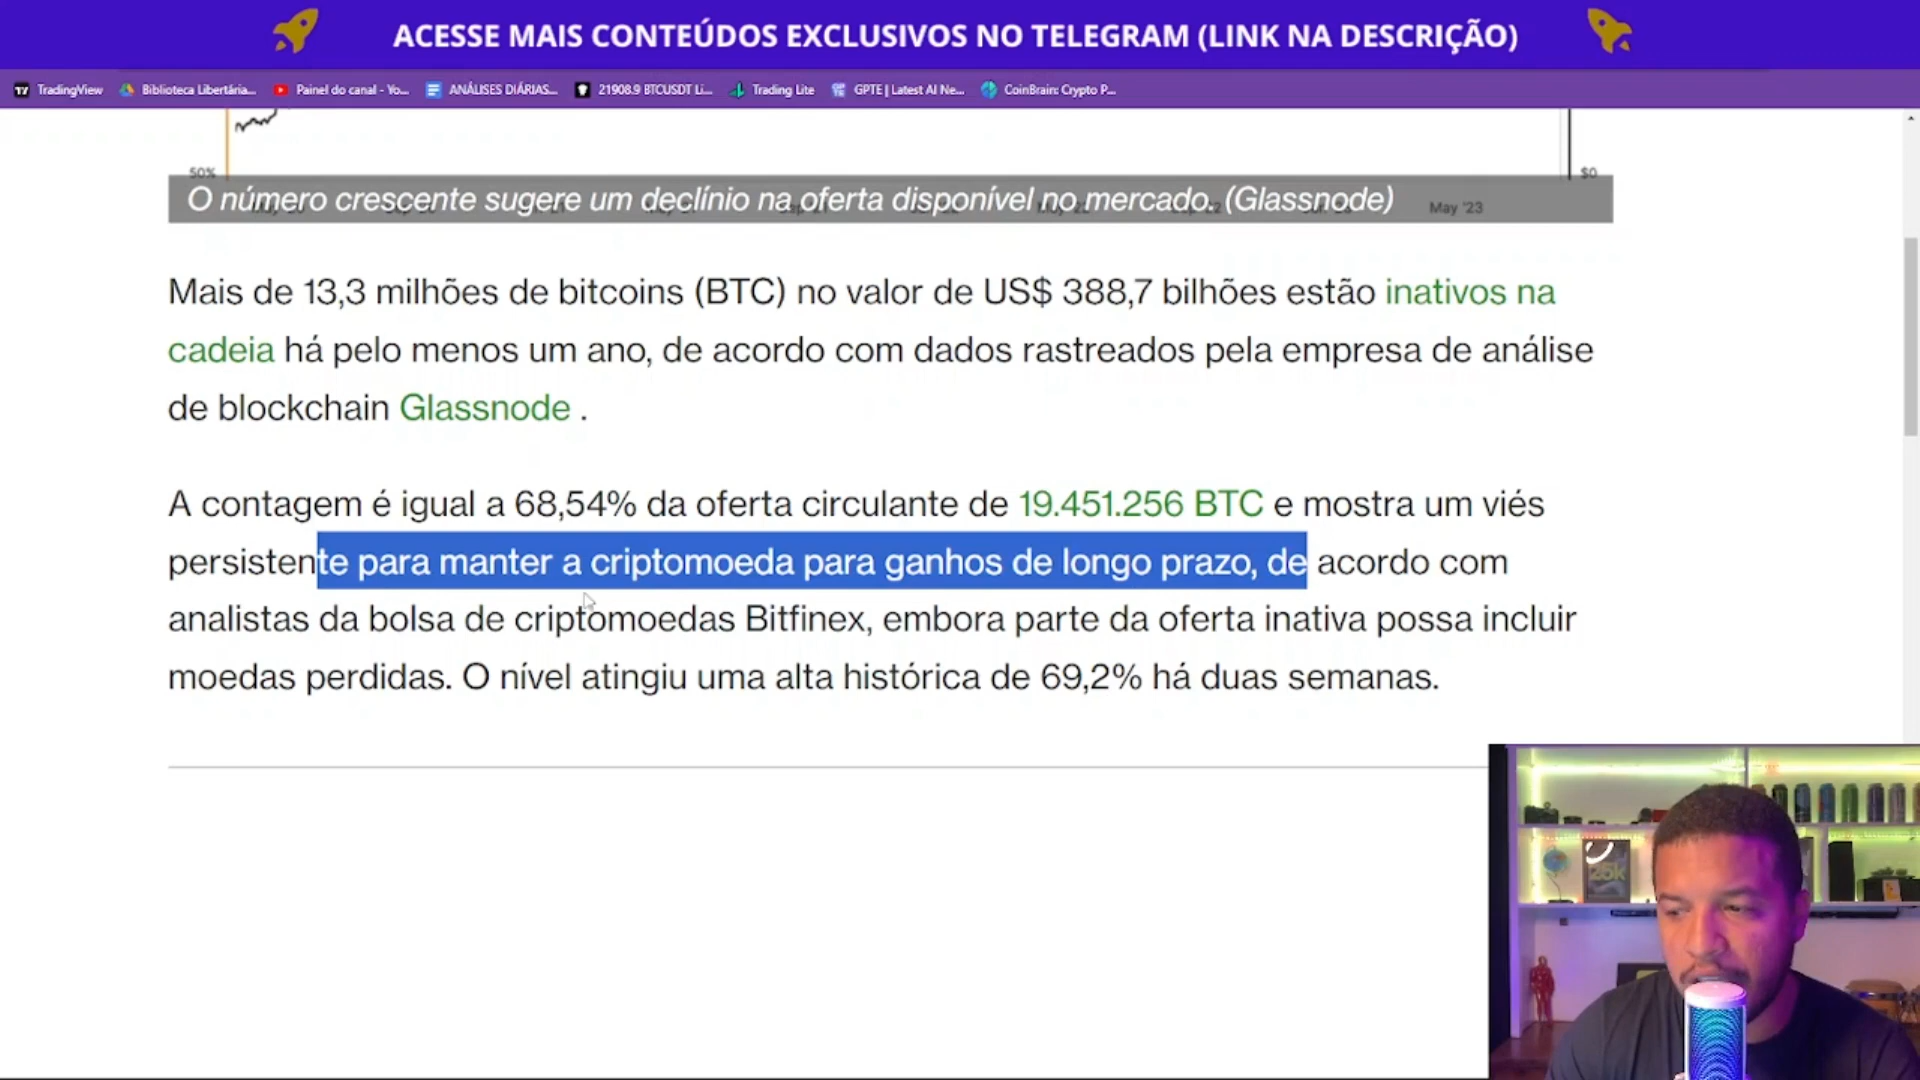 ACESSE MAIS CONTEÚDOS EXCLUSIVOS NO TELEGRAM (LINK NA DESCRIÇÃO)
TradingView Biblioteca Libertária... Painel do canal - Yo... ANÁLISES DIÁRIAS... 21908.9 BTCUSDT Li... Trading Lite GPTE | Latest AI Ne... CoinBrain: Crypto P...
50% $0
O número crescente sugere um declínio na oferta disponível no mercado. (Glassnode)
May '23
Mais de 13,3 milhões de bitcoins (BTC) no valor de US$ 388,7 bilhões estão inativos na
cadeia há pelo menos um ano, de acordo com dados rastreados pela empresa de análise
de blockchain Glassnode .
A contagem é igual a 68,54% da oferta circulante de 19.451.256 BTC e mostra um viés
persistente para manter a criptomoeda para ganhos de longo prazo, de acordo com
analistas da bolsa de criptomoedas Bitfinex, embora parte da oferta inativa possa incluir
moedas perdidas. O nível atingiu uma alta histórica de 69,2% há duas semanas.
25k